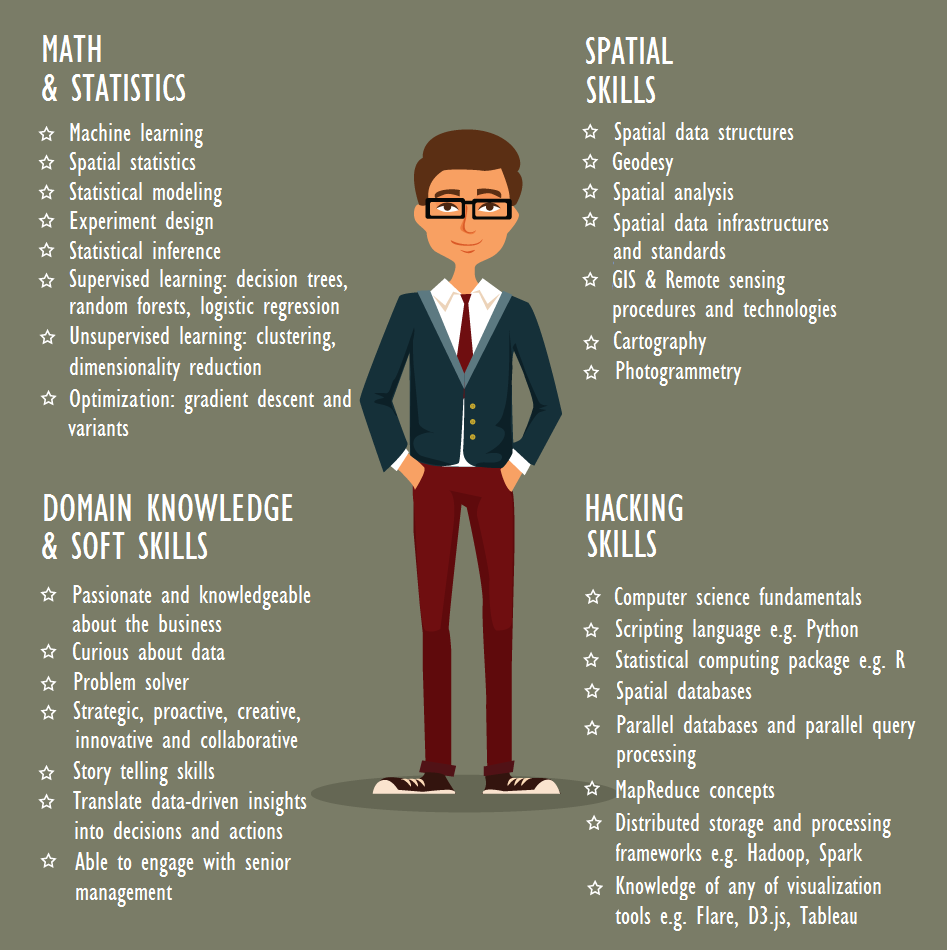 MATH
& STATISTICS
Machine learning
Spatial statistics
Statistical modeling
Experiment design
Statistical inference
Supervised learning: decision trees,
random forests, logistic regression
Unsupervised learning: clustering,
dimensionality reduction
Optimization: gradient descent and
variants
SPATIAL
SKILLS
Spatial data structures
Geodesy
Spatial analysis
Spatial data infrastructures
and standards
GIS & Remote sensing
procedures and technologies
Cartography
Photogrammetry
DOMAIN KNOWLEDGE
& SOFT SKILLS
Passionate and knowledgeable
about the business
Curious about data
Problem solver
Strategic, proactive, creative,
innovative and collaborative
Story telling skills
Translate data-driven insights
into decisions and actions
Able to engage with senior
management
HACKING
SKILLS
Computer science fundamentals
Scripting language e.g. Python
Statistical computing package e.g. R
Spatial databases
Parallel databases and parallel query
processing
MapReduce concepts
Distributed storage and processing
frameworks e.g. Hadoop, Spark
Knowledge of any of visualization
tools e.g. Flare, D3.js, Tableau